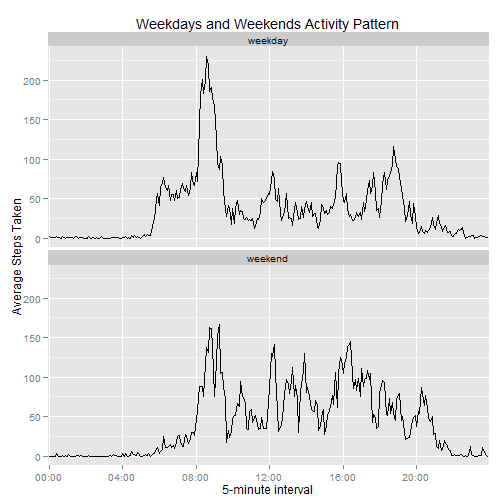 Weekdays and Weekends Activity Pattern
weekday
200
150
100
50
0
Average Steps Taken
weekend
200
150
100
50
0
00:00 04:00 08:00 12:00 16:00 20:00
5-minute interval